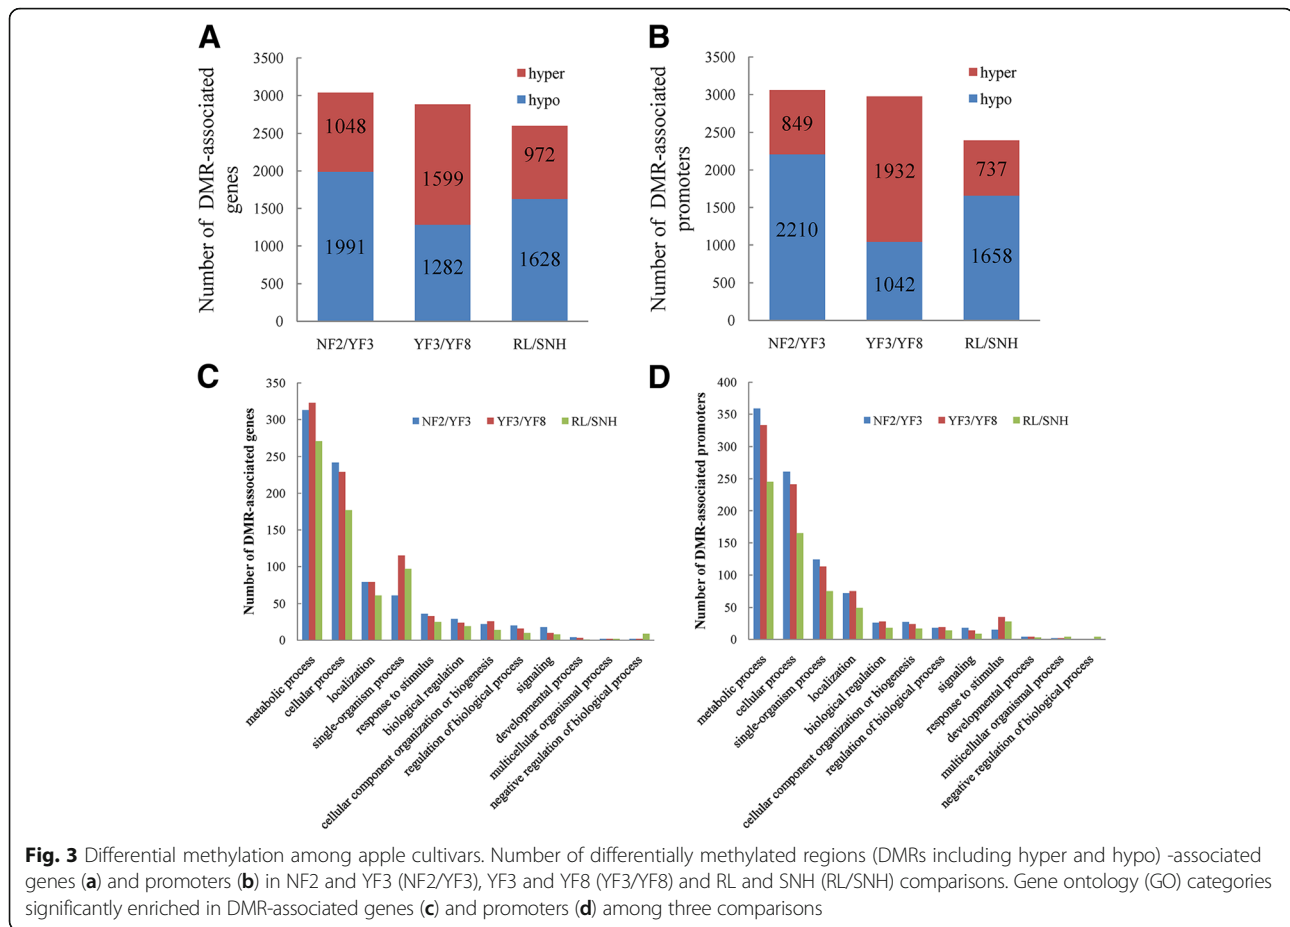 A
3500
3000
2500
2000
1500
1000
500
0
Number of DMR-associated
genes
hyper
hypo
1048
1991
1599
1282
972
1628
NF2/YF3
YF3/YF8
RL/SNH
B
3500
3000
2500
2000
1500
1000
500
0
Number of DMR-associated
promoters
hyper
hypo
849
2210
1932
1042
737
1658
NF2/YF3
YF3/YF8
RL/SNH
C
350
300
250
200
150
100
50
0
Number of DMR-associated genes
NF2/YF3
YF3/YF8
RL/SNH
metabolic process
cellular process
localization
single-organism process
response to stimulus
biological regulation
cellular component organization or biogenesis
regulation of biological process
signaling
developmental process
multicellular organismal process
negative regulation of biological process
D
400
350
300
250
200
150
100
50
0
Number of DMR-associated promoters
NF2/YF3
YF3/YF8
RL/SNH
metabolic process
cellular process
single-organism process
localization
biological regulation
cellular component organization or biogenesis
regulation of biological process
signaling
response to stimulus
developmental process
multicellular organismal process
negative regulation of biological process
Fig. 3 Differential methylation among apple cultivars. Number of differentially methylated regions (DMRs including hyper and hypo) -associated
genes (a) and promoters (b) in NF2 and YF3 (NF2/YF3), YF3 and YF8 (YF3/YF8) and RL and SNH (RL/SNH) comparisons. Gene ontology (GO) categories
significantly enriched in DMR-associated genes (c) and promoters (d) among three comparisons